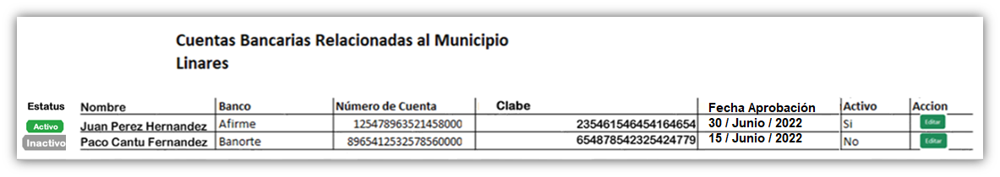 Cuentas Bancarias Relacionadas al Municipio
Linares
Estatus Nombre Banco Número de Cuenta Clabe Fecha Aprobación Activo Accion
Activo Juan Perez Hernandez Afirme 125478963521458000 235461546454164654 30 / Junio / 2022 Si Editar
Inactivo Paco Cantu Fernandez Banorte 8965412532578560000 654878542325424779 15 / Junio / 2022 No Editar